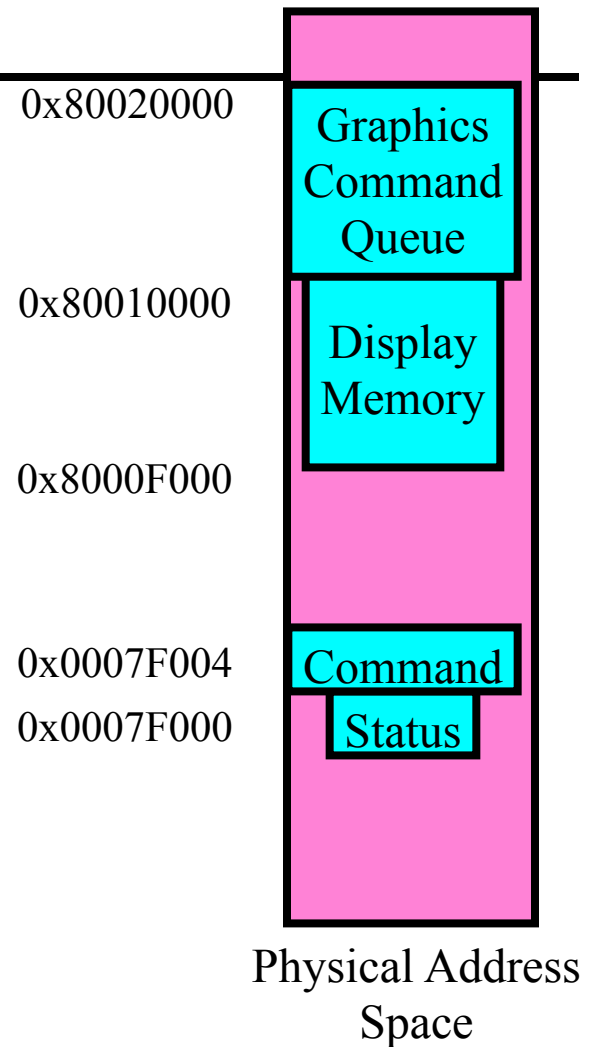 0x80020000
Graphics
Command
Queue
0x80010000
Display
Memory
0x8000F000
0x0007F004
Command
0x0007F000
Status
Physical Address
Space